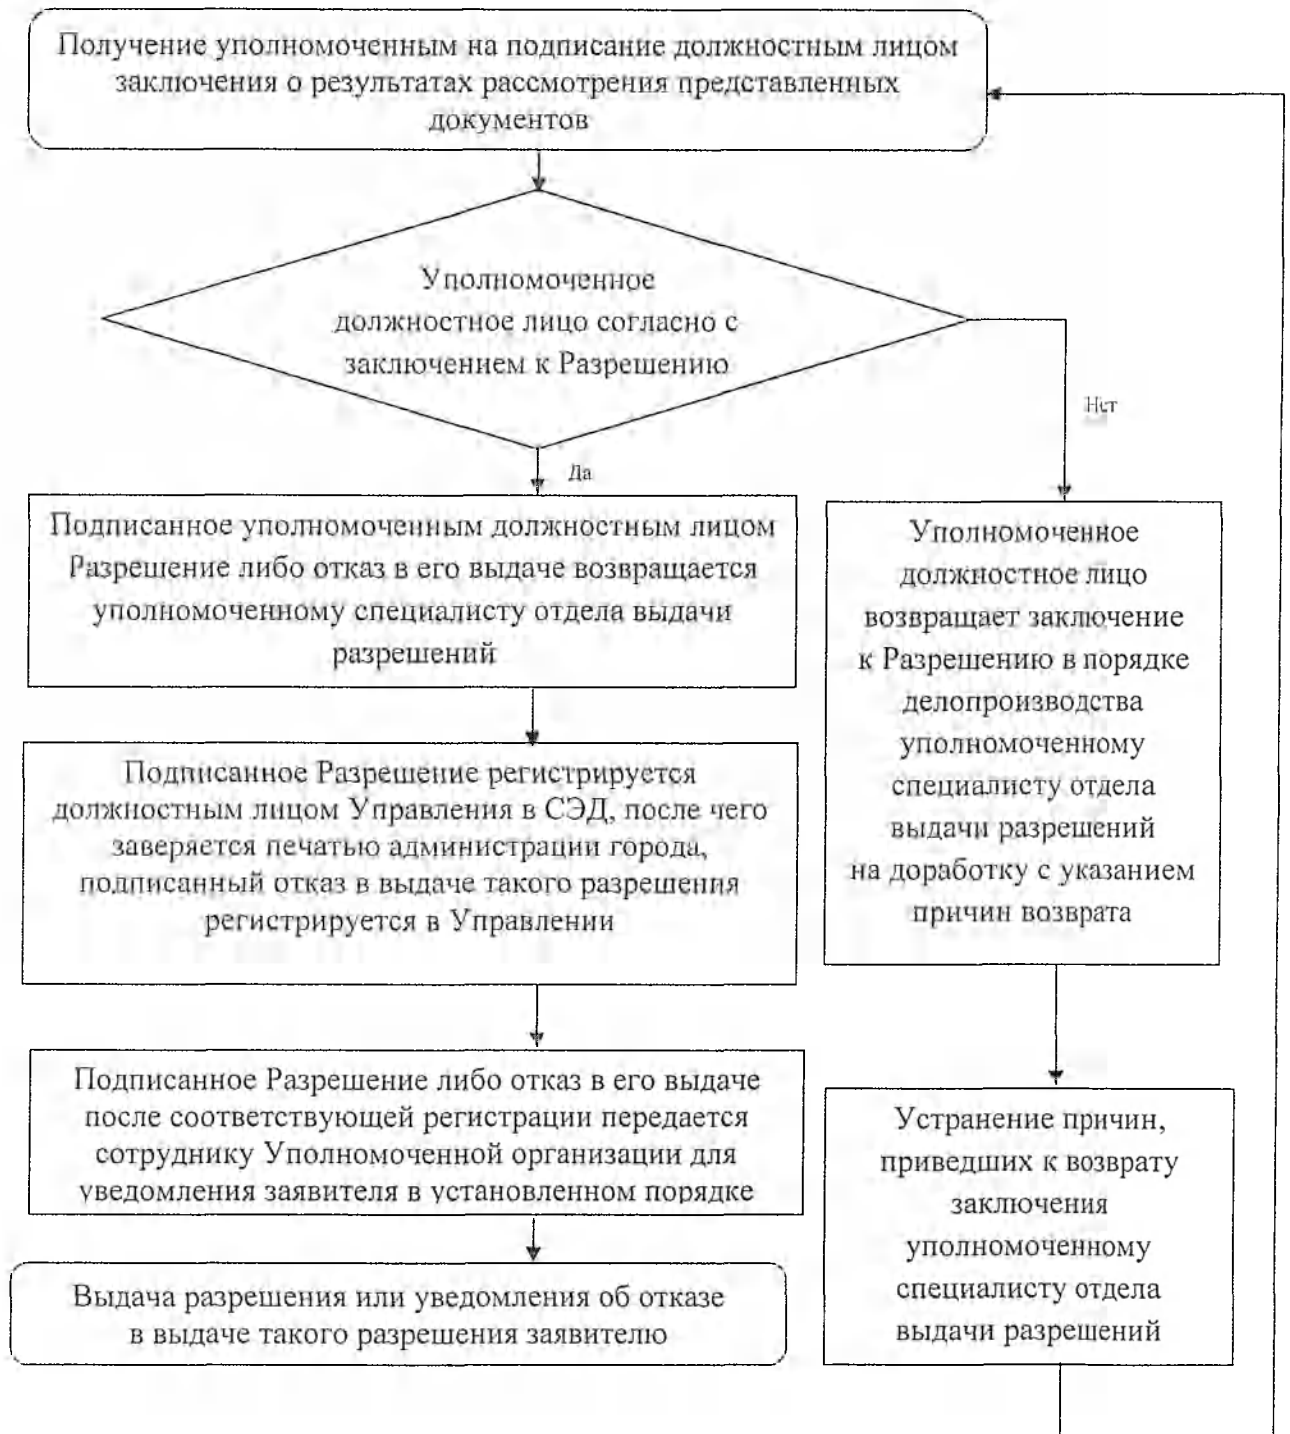 Получение уполномоченным на подписание должностным лицом
заключения о результатах рассмотрения представленных
документов
Уполномоченное
должностное лицо согласно с
заключением к Разрешению
Нет
Да
Подписанное уполномоченным должностным лицом
Разрешение либо отказ в его выдаче возвращается
уполномоченному специалисту отдела выдачи
разрешений
Подписанное Разрешение регистрируется
должностным лицом Управления в СЭД, после чего
заверяется печатью администрации города,
подписанный отказ в выдаче такого разрешения
регистрируется в Управлении
Подписанное Разрешение либо отказ в его выдаче
после соответствующей регистрации передается
сотруднику Уполномоченной организации для
уведомления заявителя в установленном порядке
Выдача разрешения или уведомления об отказе
в выдаче такого разрешения заявителю
Уполномоченное
должностное лицо
возвращает заключение
к Разрешению в порядке
делопроизводства
уполномоченному
специалисту отдела
выдачи разрешений
на доработку с указанием
причин возврата
Устранение причин,
приведших к возврату
заключения
уполномоченному
специалисту отдела
выдачи разрешений